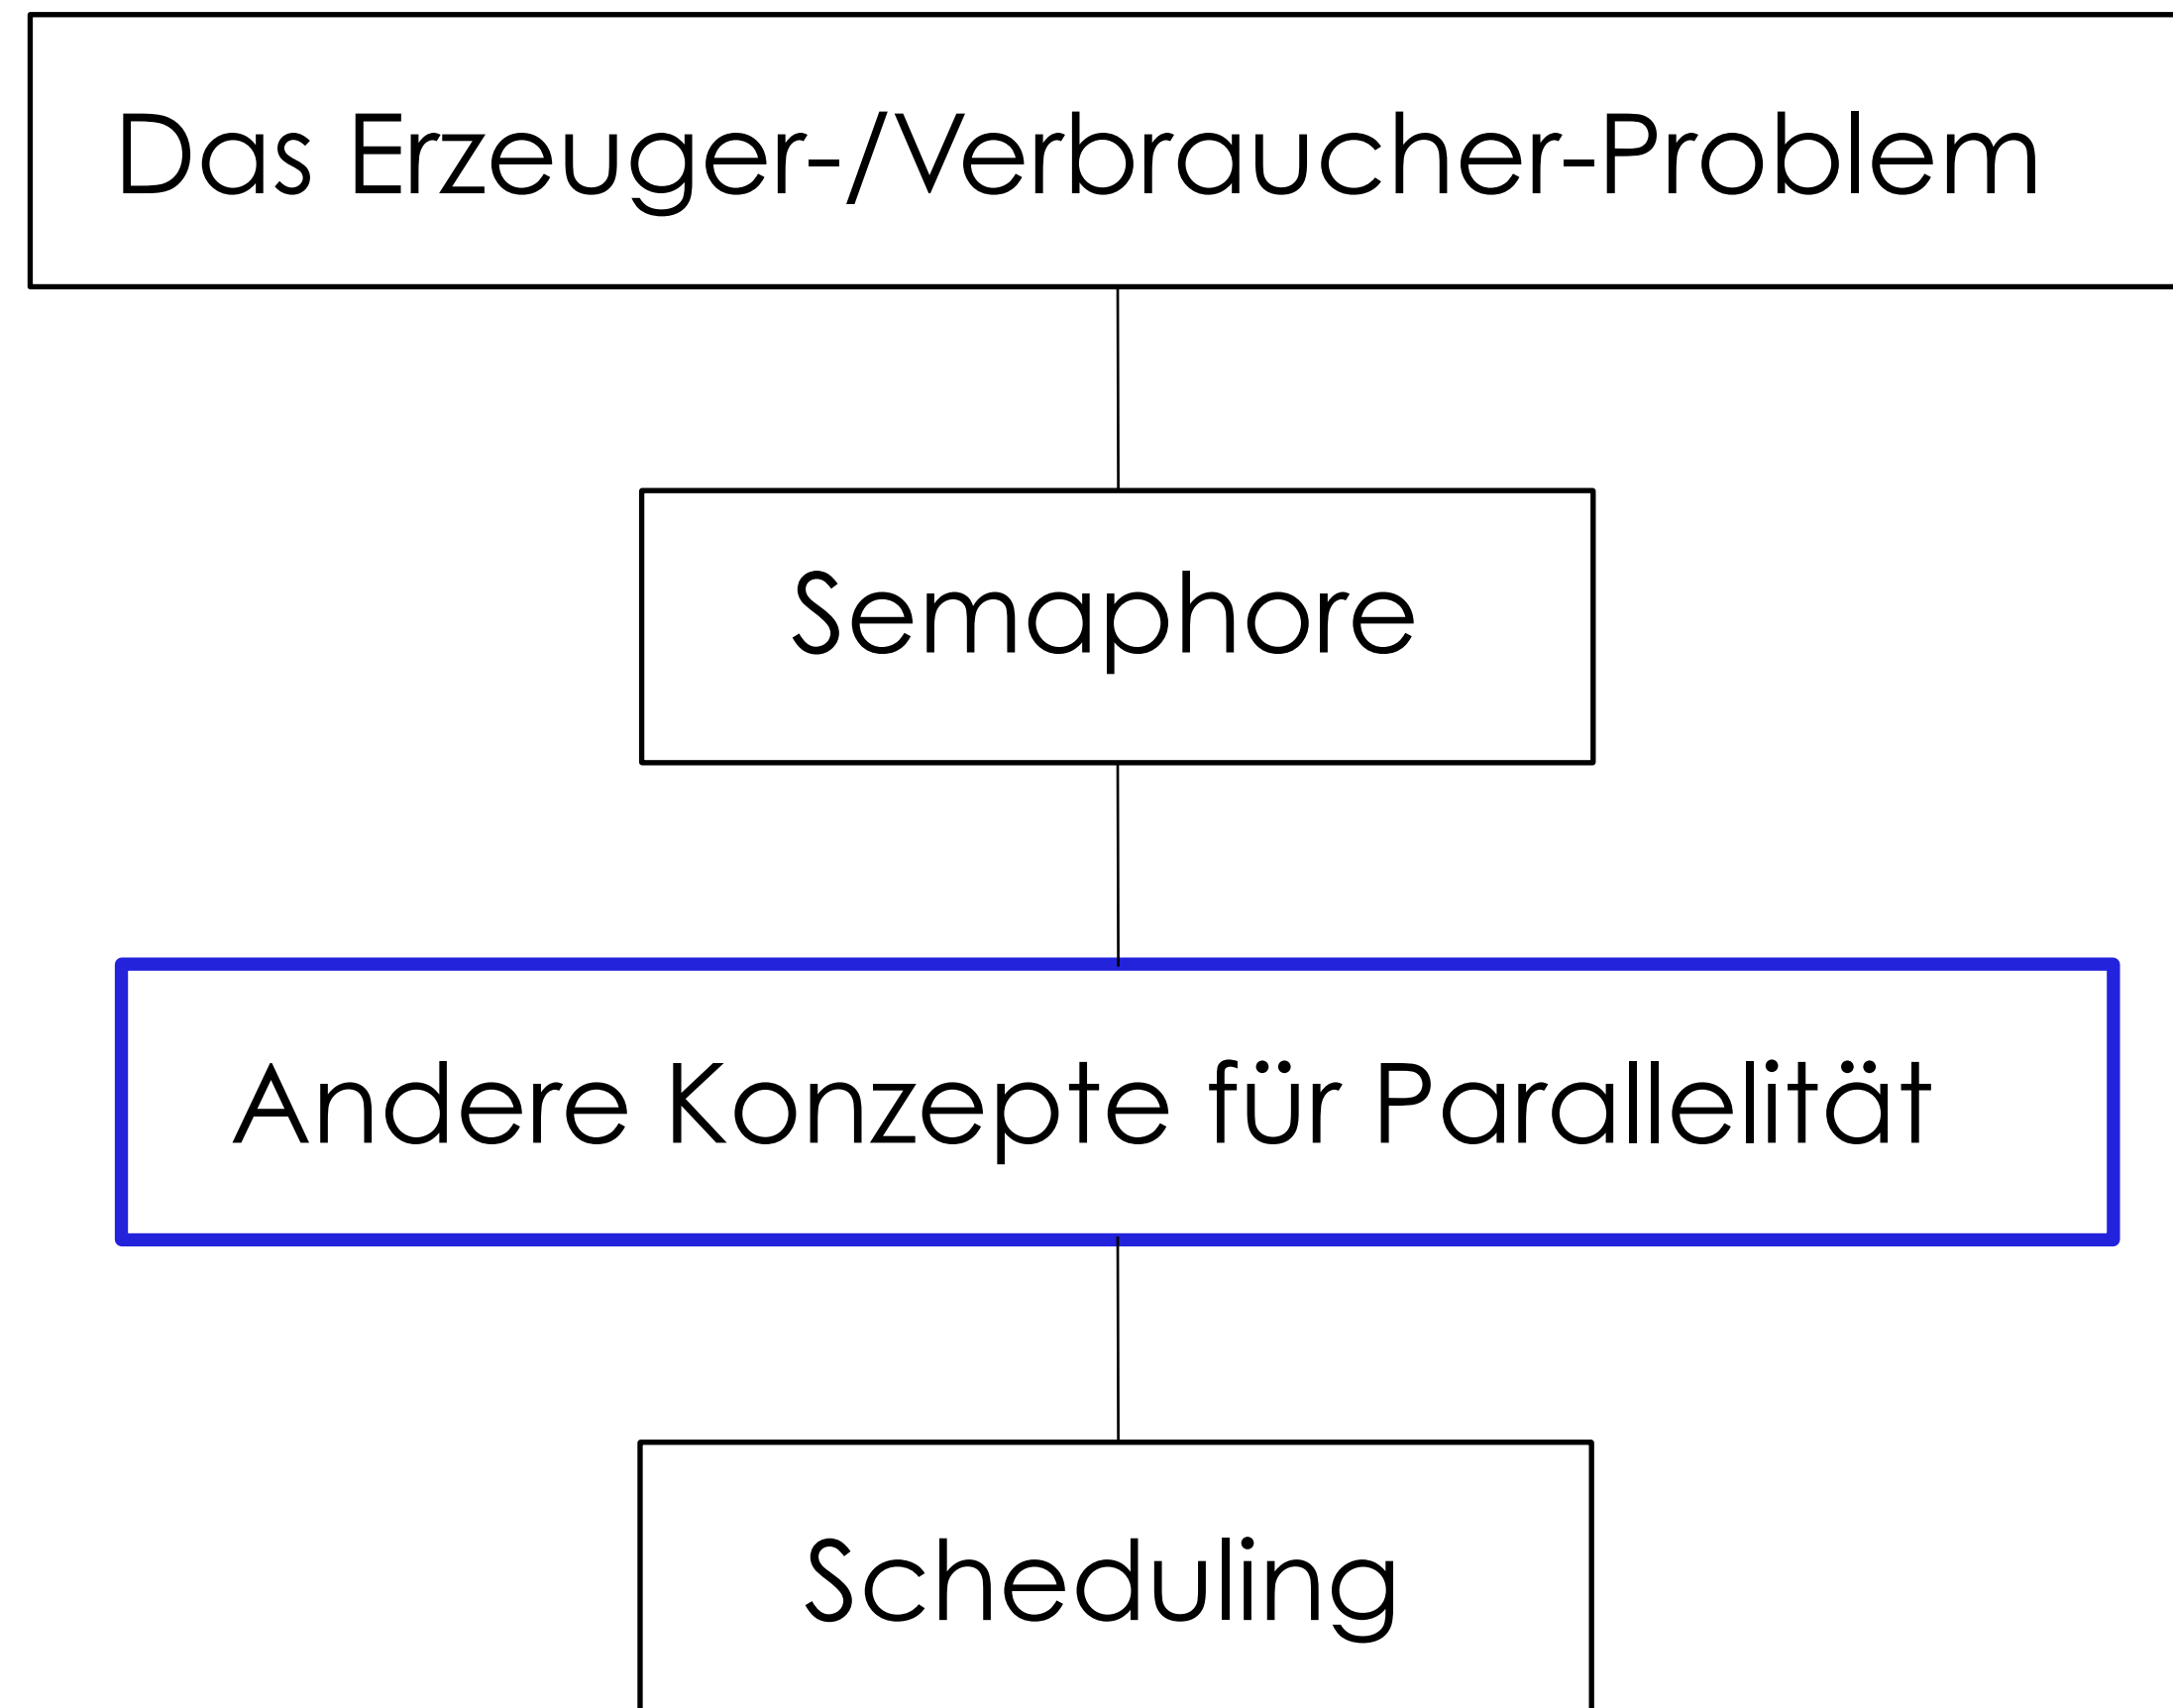 Das Erzeuger-/Verbraucher-Problem
Semaphore
Andere Konzepte für Parallelität
Scheduling